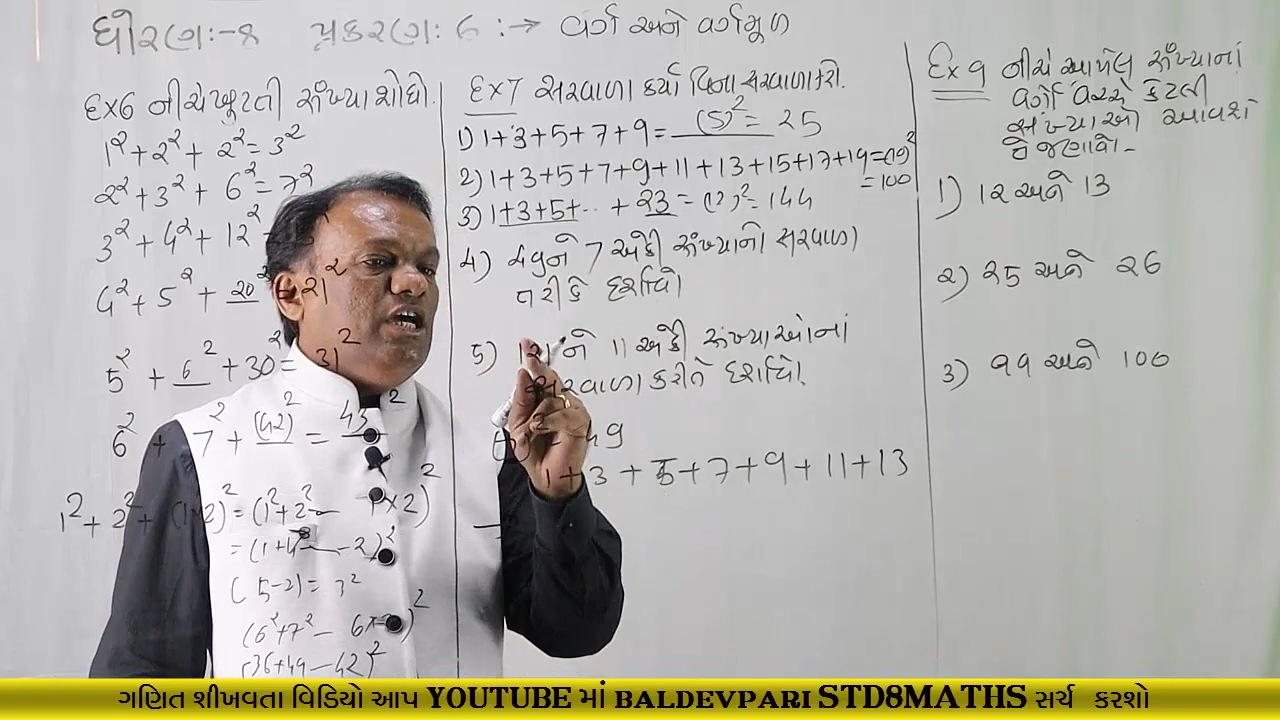 ધોરણ:-8 પ્રકરણ: 6 :→ વર્ગ અને વર્ગમૂળ
Ex6 નીચે ખૂટતી સંખ્યા શોધો.
1² + 2² + 2² = 3²
2² + 3² + 6² = 7²
3² + 4² + 12²
4² + 5² + 20² = 21²
5² + 6² + 30² = 31²
6² + 7² + (42)² = 43²
1² + 2² + (1×2)² = (1² + 2² - 1×2)²
= (1+4 - 2)²
(5-2) = 3²
(6²+7² -
(36+49 - 42)²
Ex7 સરવાળા કર્યા વિના સરવાળા કરો.
1) 1+3+5+7+9 = (5)² = 25
2) 1+3+5+7+9+11+13+15+17+19 = (10)²
=100
3) 1+3+5+... + 23 = (12)² = 144
4) 49ને 7 એકી સંખ્યાનો સરવાળા
તરીકે દર્શાવો
5) 121ને 11 એકી સંખ્યાઓનાં
સરવાળા કરીને દર્શાવો.
49
1+3+5+7+9+11+13
Ex9 નીચે આપેલ સંખ્યાનાં
વર્ગો વચ્ચે કેટલી
સંખ્યાઓ આવશે
તે જણાવો-
1) 12 અને 13
2) 25 અને 26
3) 99 અને 100
ગણિત શીખવતા વિડિયો આપ YOUTUBE માં BALDEVPARI STD8MATHS સર્ચ કરશો